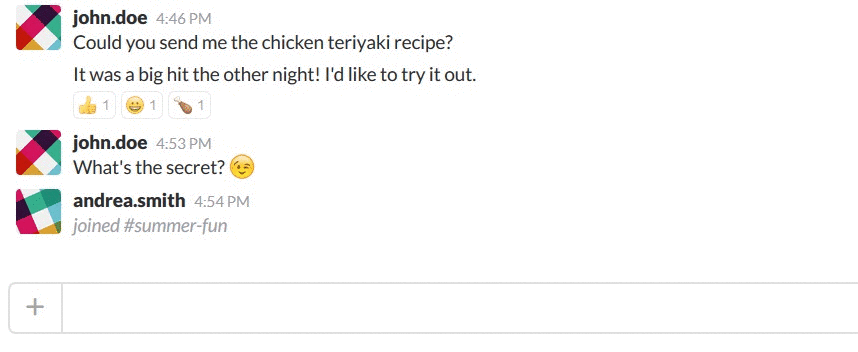 john.doe 4:46 PM
Could you send me the chicken teriyaki recipe?
It was a big hit the other night! I'd like to try it out.
1 1 1
john.doe 4:53 PM
What's the secret?
andrea.smith 4:54 PM
joined #summer-fun
+